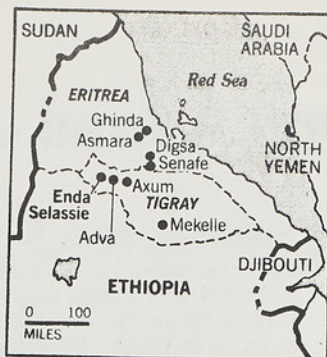 SUDAN
SAUDI
ARABIA
ERITREA
Red Sea
Ghinda
Asmara
Digsa
Senafe
NORTH
YEMEN
Enda
Selassie
Axum
TIGRAY
Adva
Mekelle
DJIBOUTI
ETHIOPIA
0 100
MILES